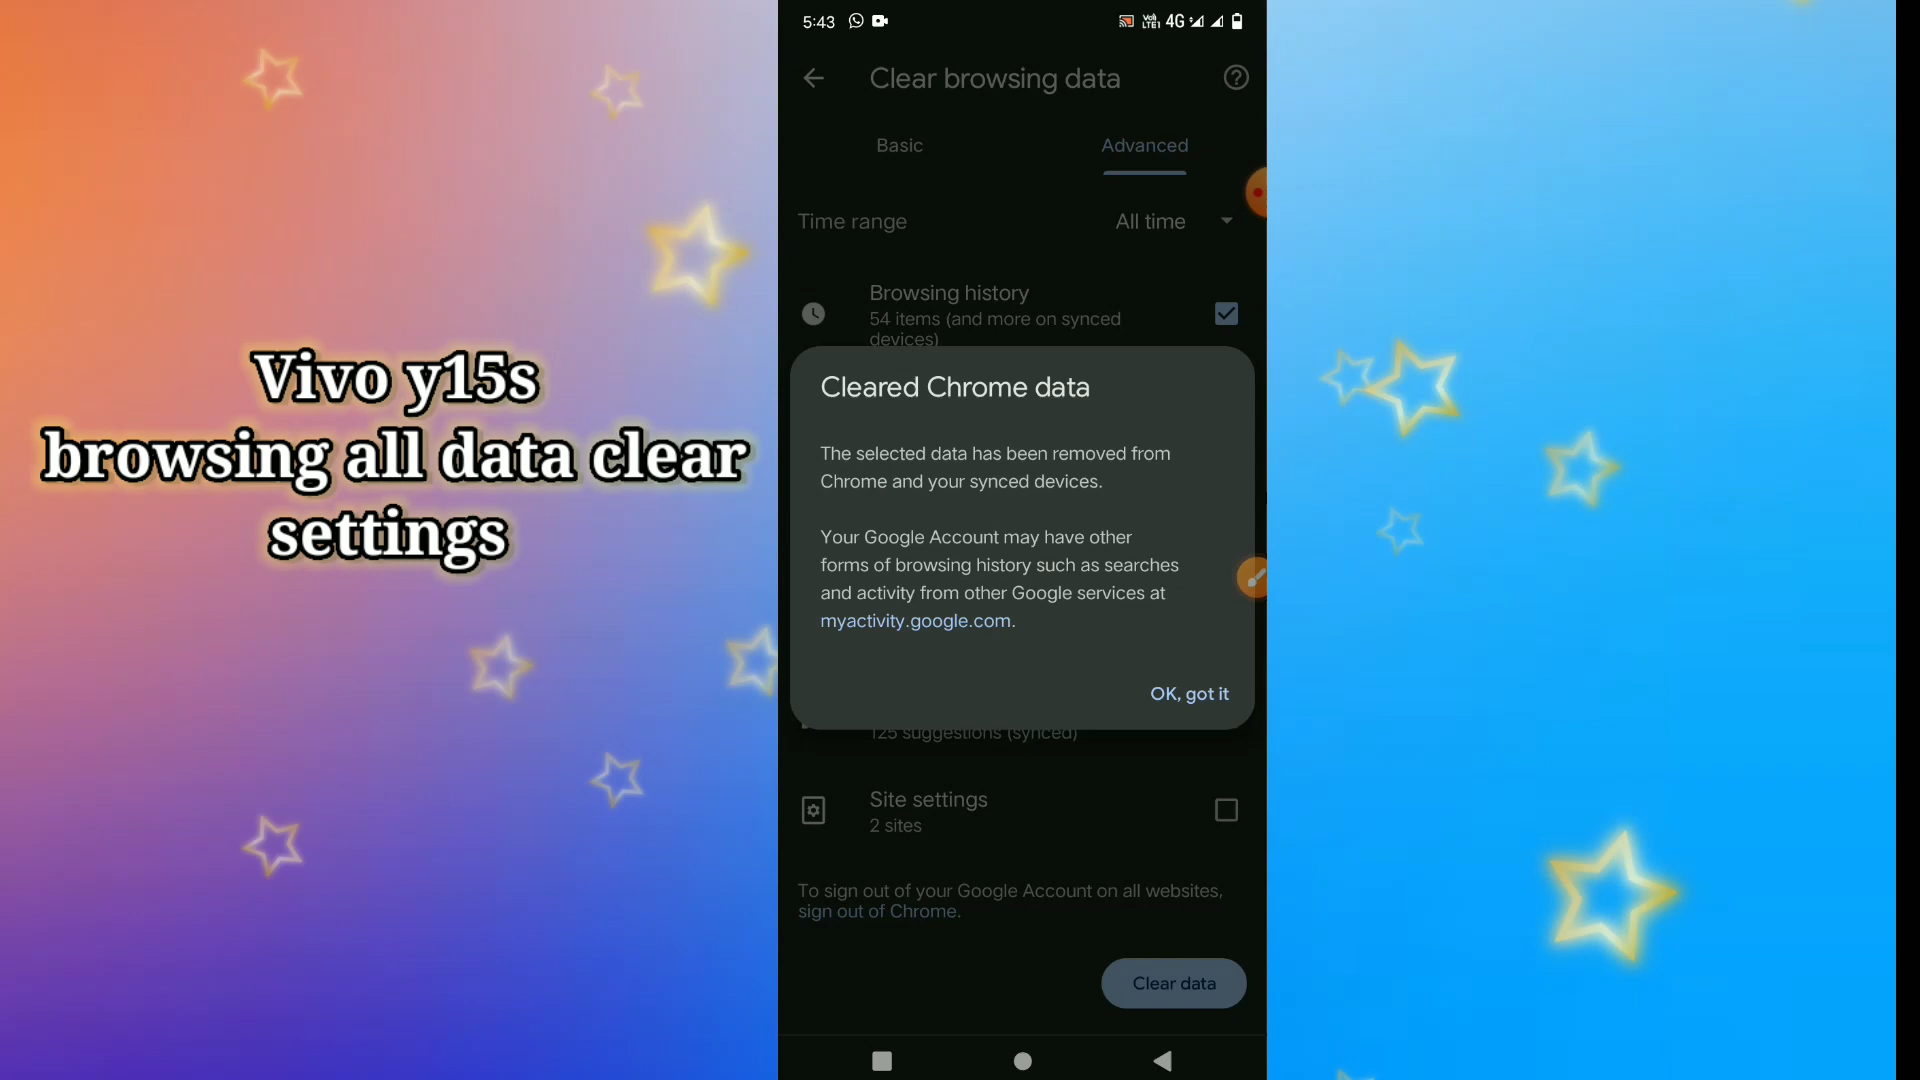 Vivo y15s
browsing all data clear
settings
5:43
Vo) LTE1 4G
Clear browsing data
Basic
Advanced
Time range
All time
Browsing history
54 items (and more on synced
devices)
Cleared Chrome data
The selected data has been removed from
Chrome and your synced devices.
Your Google Account may have other
forms of browsing history such as searches
and activity from other Google services at
myactivity.google.com.
OK, got it
125 suggestions (synced)
Site settings
2 sites
To sign out of your Google Account on all websites,
sign out of Chrome.
Clear data